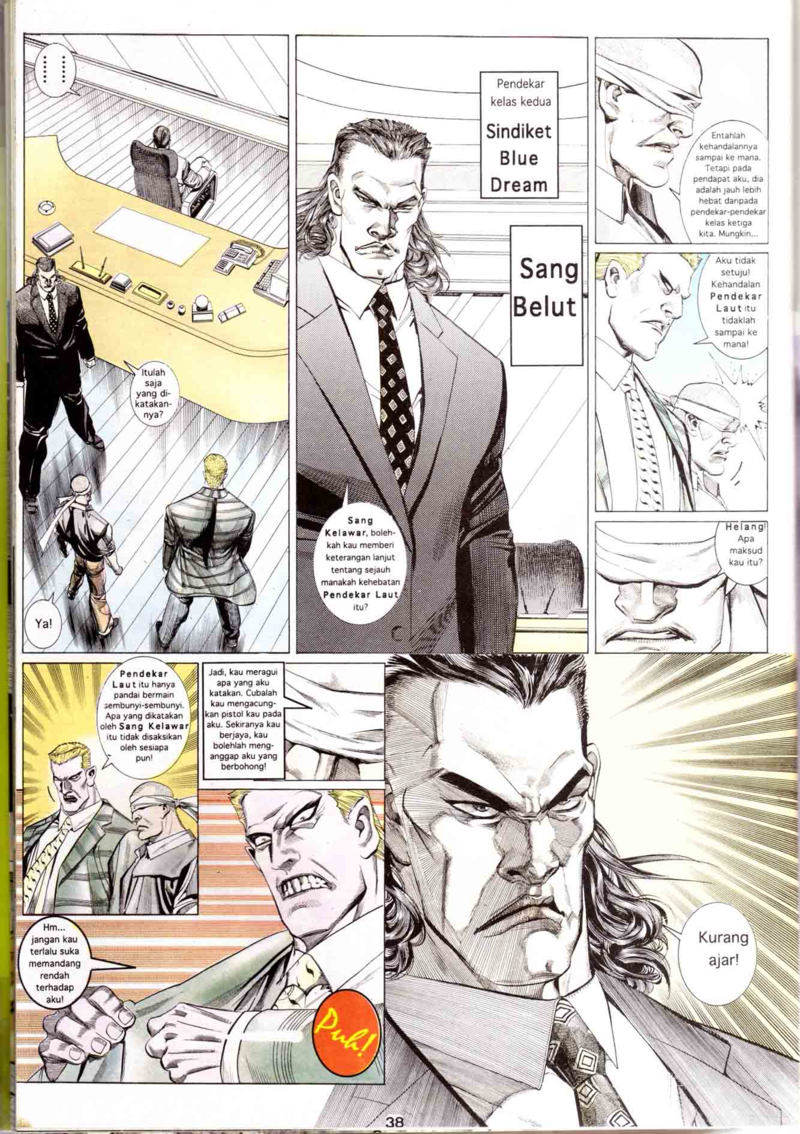 Itulah
saja
yang di-
katakan-
nya?
Ya!
Pendekar
kelas kedua
Sindiket
Blue
Dream
Sang
Belut
Sang
Kelawar, boleh-
kah kau memberi
keterangan lanjut
tentang sejauh
manakah kehebatan
Pendekar Laut
itu?
Entahlah
kehandalannya
sampai ke mana.
Tetapi pada
pendapat aku, dia
adalah jauh lebih
hebat danpada
pendekar-pendekar
kelas ketiga
kita. Mungkin...
Aku tidak
setuju!
Kehandalan
Pendekar
Laut itu
tidaklah
sampai ke
mana!
Helang!
Apa
maksud
kau itu?
Pendekar
Laut itu hanya
pandai bermain
sembunyi-sembunyi.
Apa yang dikatakan
oleh Sang Kelawar
itu tidak disaksikan
oleh sesiapa
pun!
Jadi, kau meragui
apa yang aku
katakan. Cubalah
kau mengacung-
kan pistol kau pada
aku. Sekiranya kau
berjaya, kau
bolehlah meng-
anggap aku yang
berbohong!
Hm...
jangan kau
terlalu suka
memandang
rendah
terhadap
aku!
Puh!
Kurang
ajar!
38